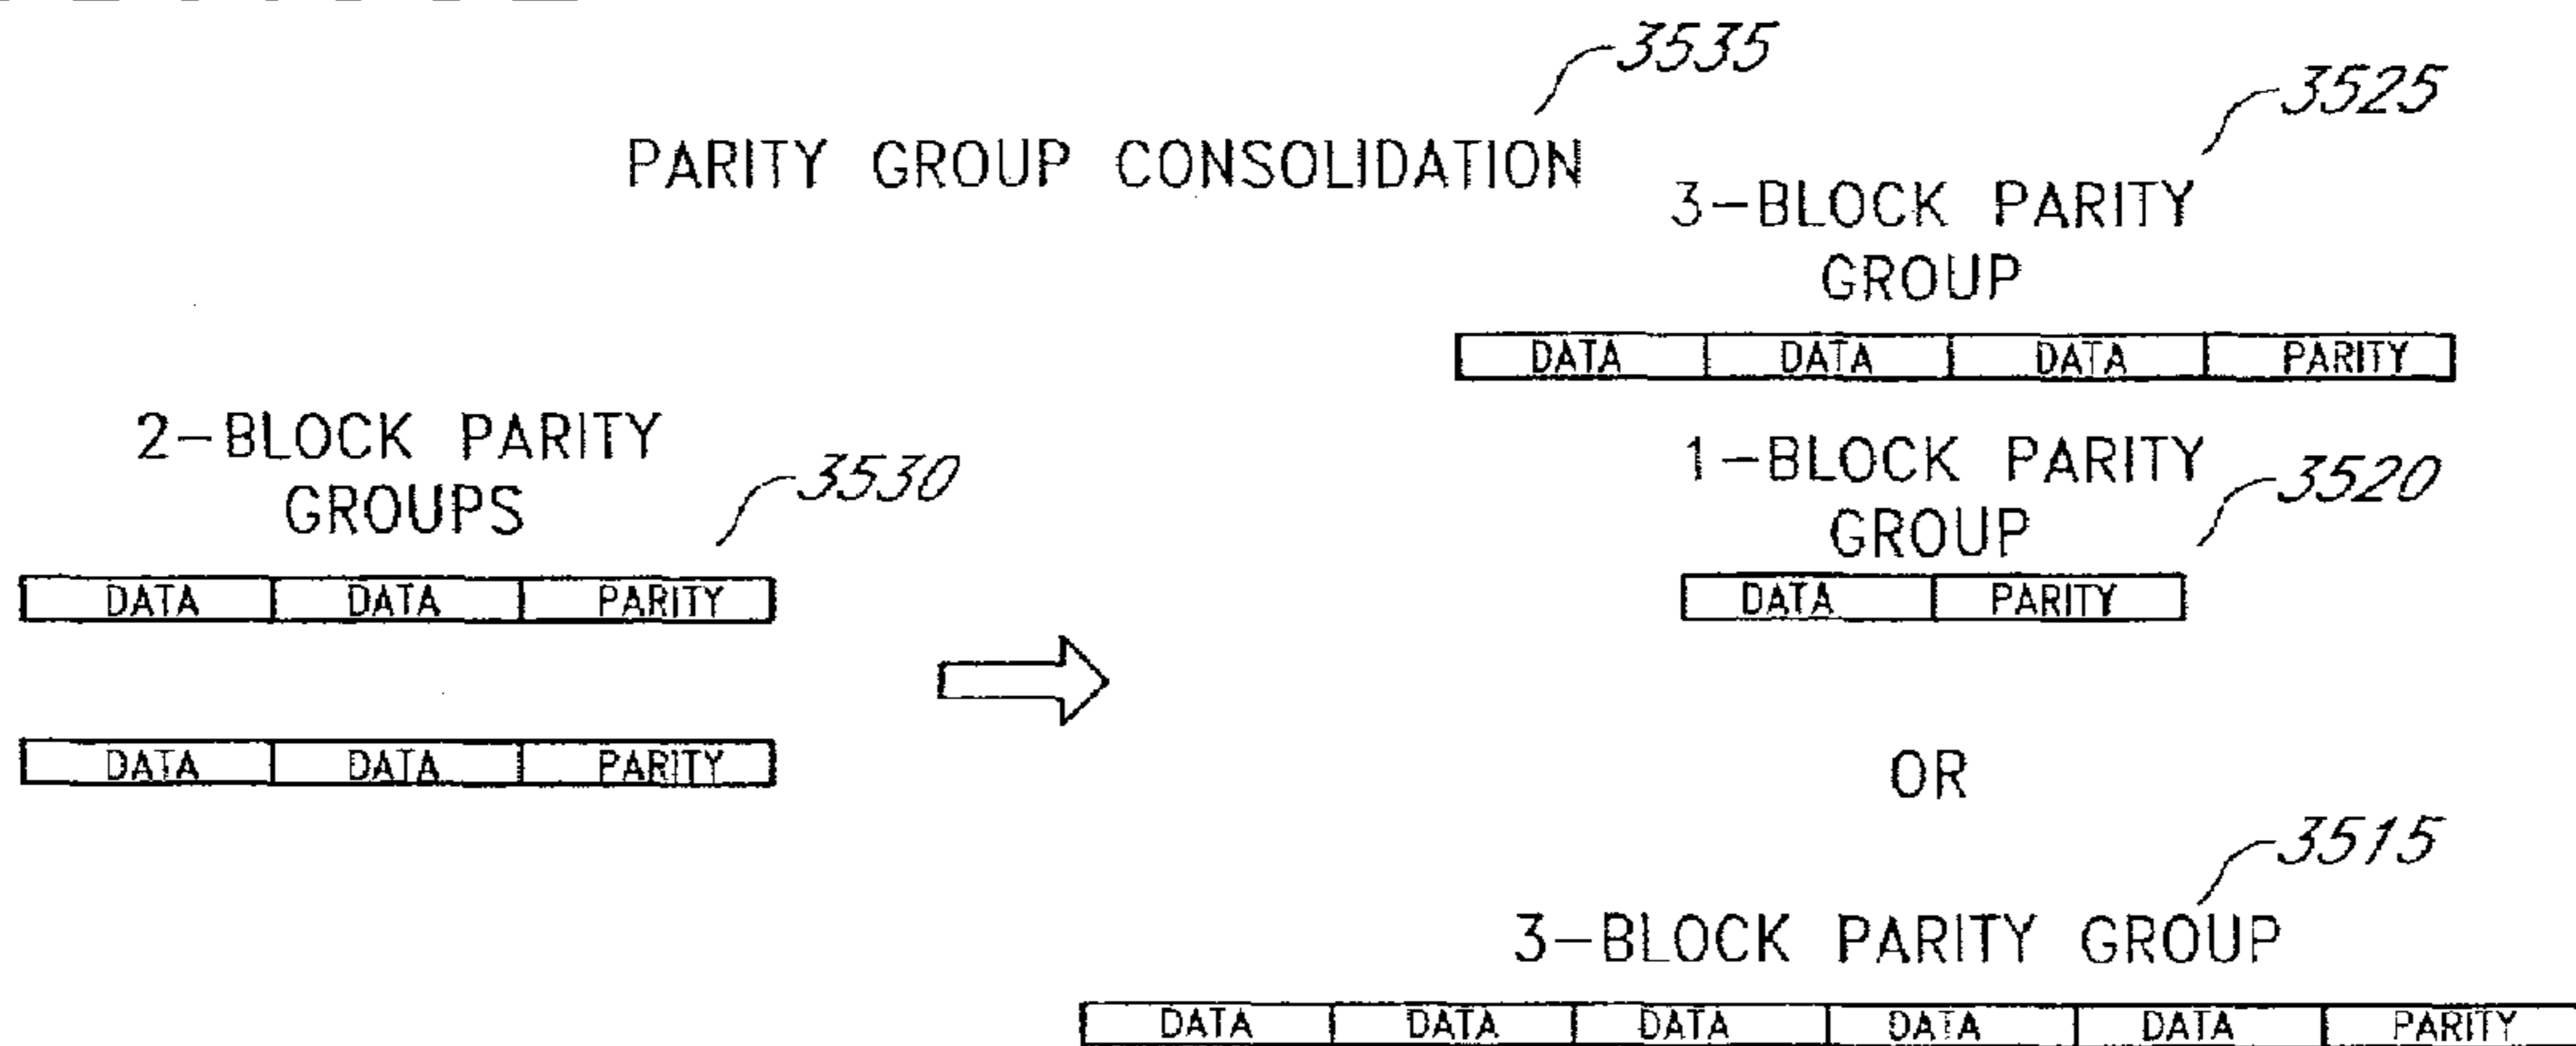 3535
PARITY GROUP CONSOLIDATION
3525
3-BLOCK PARITY
GROUP
DATA DATA DATA PARITY
2-BLOCK PARITY
GROUPS
3530
DATA DATA PARITY
DATA DATA PARITY
1-BLOCK PARITY
GROUP
3520
DATA PARITY
OR
3515
3-BLOCK PARITY GROUP
DATA DATA DATA DATA DATA PARITY